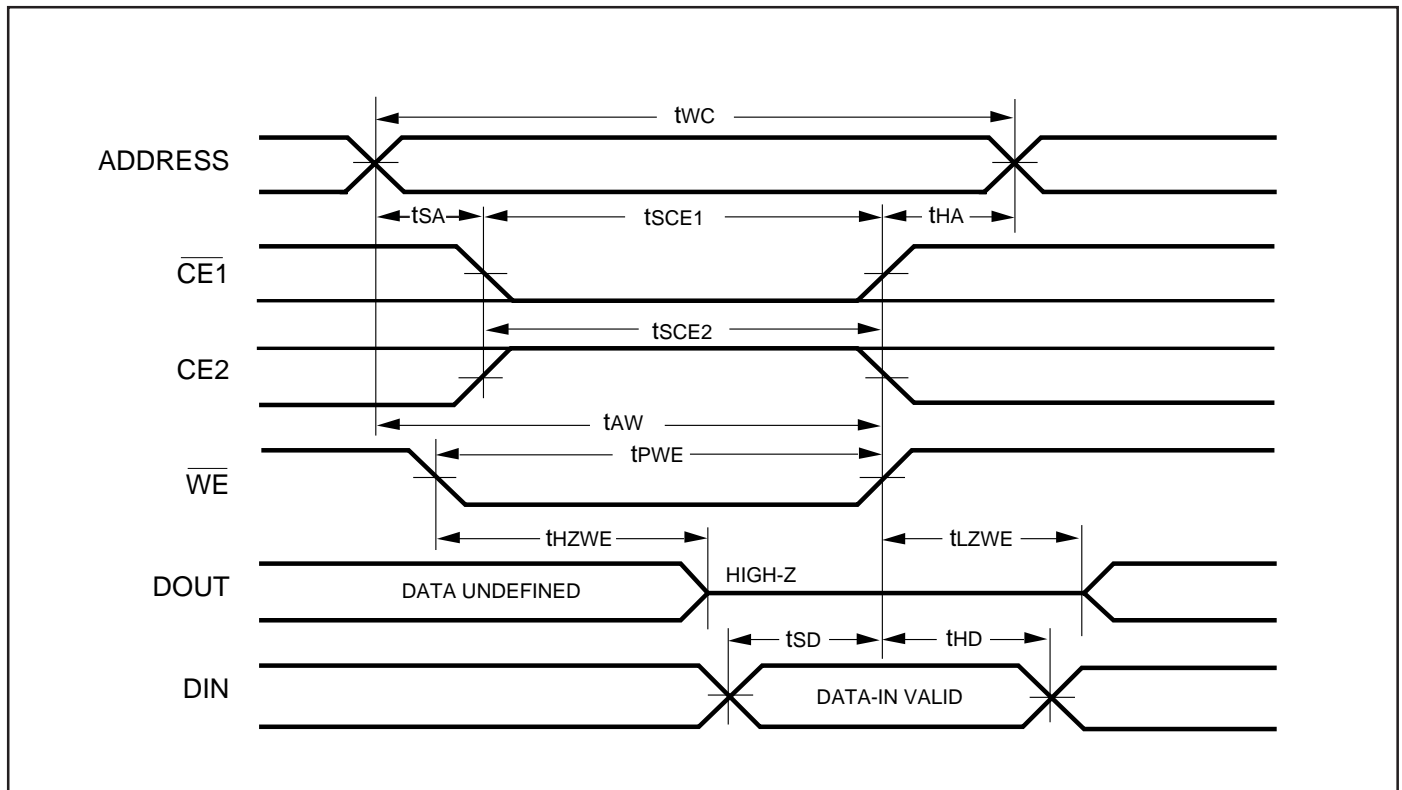 tWC
ADDRESS
tSA
tSCE1
tHA
CE1
tSCE2
CE2
tAW
tPWE
WE
tHZWE
tLZWE
DOUT
DATA UNDEFINED
HIGH-Z
tSD
tHD
DIN
DATA-IN VALID